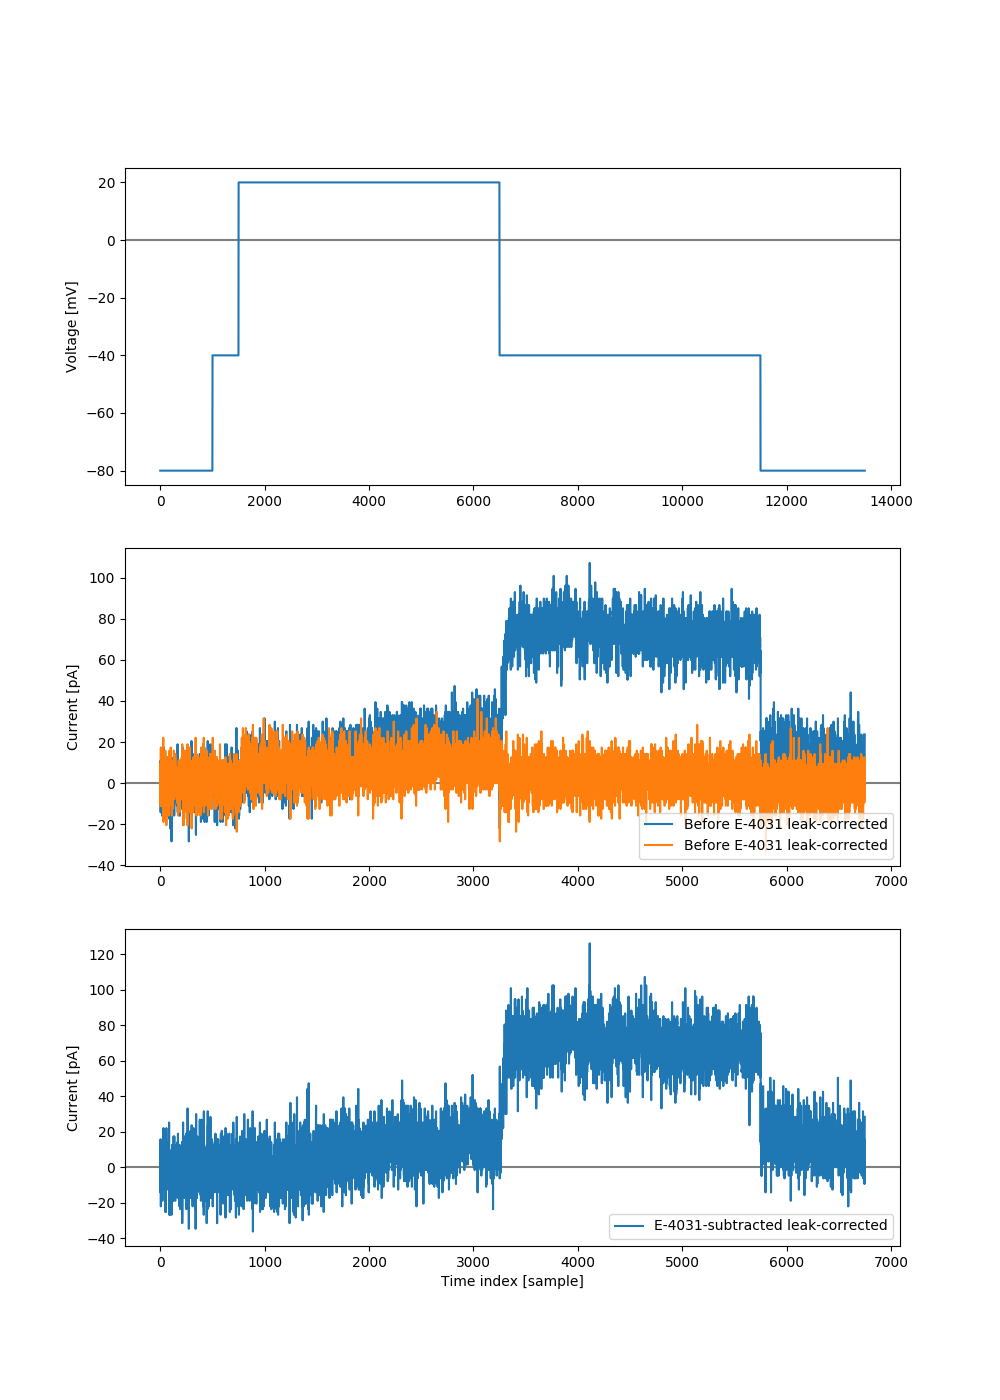 20
0
−20
−40
−60
−80
Voltage [mV]
0 2000 4000 6000 8000 10000 12000 14000
100
80
60
40
20
0
−20
−40
Current [pA]
Before E-4031 leak-corrected
Before E-4031 leak-corrected
0 1000 2000 3000 4000 5000 6000 7000
120
100
80
60
40
20
0
−20
−40
Current [pA]
E-4031-subtracted leak-corrected
0 1000 2000 3000 4000 5000 6000 7000
Time index [sample]